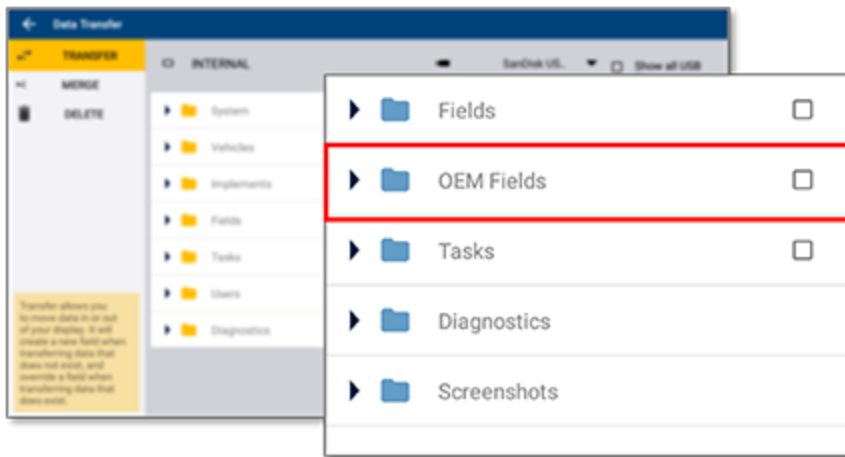 Data Transfer
TRANSFER
MERGE
DELETE
INTERNAL
SanDisk US..
Show all USB
System
Vehicles
Implements
Fields
Tasks
Users
Diagnostics
Transfer allows you
to move data in or out
of your display. It will
create a new field when
transferring data that
does not exist, and
override a field when
transferring data that
does exist.
Fields
OEM Fields
Tasks
Diagnostics
Screenshots